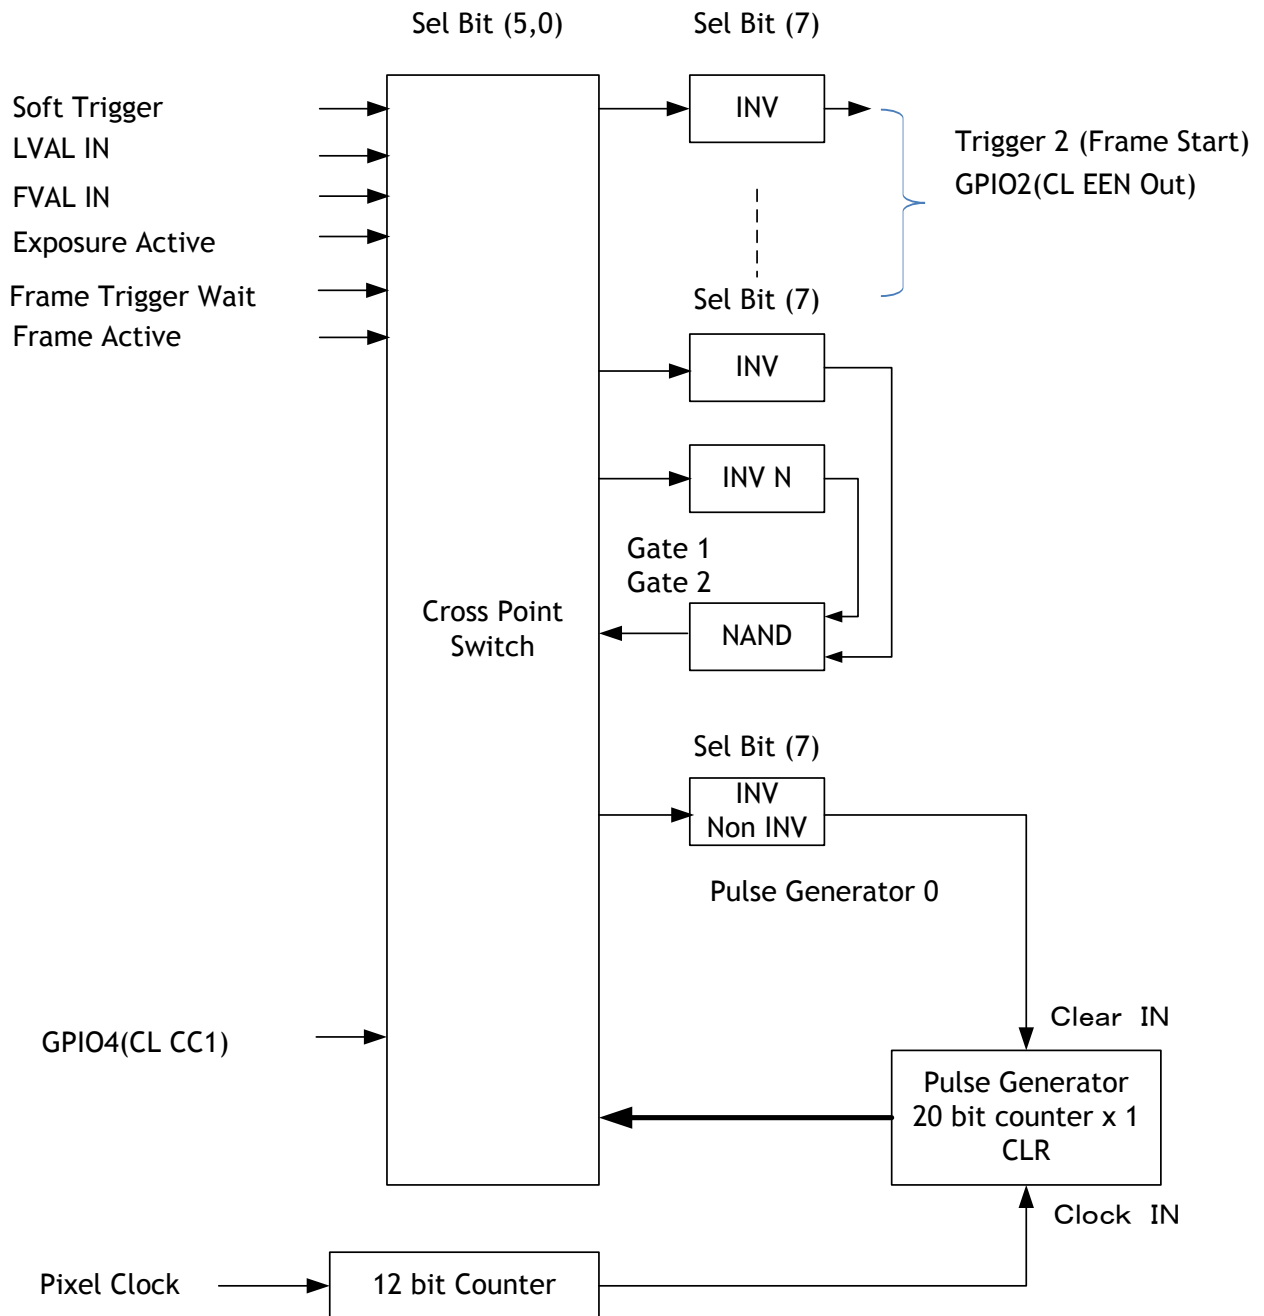 Sel Bit (5,0)
Sel Bit (7)
Soft Trigger
LVAL IN
FVAL IN
Exposure Active
Frame Trigger Wait
Frame Active
INV
Trigger 2 (Frame Start)
GPIO2(CL EEN Out)
Sel Bit (7)
INV
INV N
Gate 1
Gate 2
NAND
Cross Point
Switch
Sel Bit (7)
INV
Non INV
Pulse Generator 0
GPIO4(CL CC1)
Clear IN
Pulse Generator
20 bit counter x 1
CLR
Clock IN
Pixel Clock
12 bit Counter